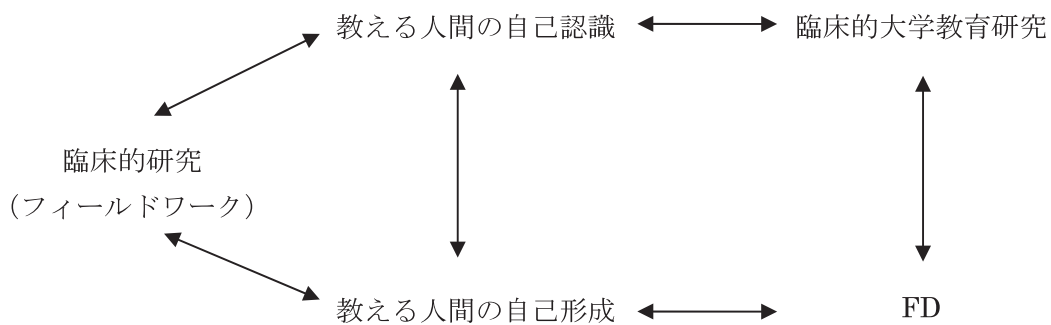 教える人間の自己認識
臨床的大学教育研究
臨床的研究
（フィールドワーク）
教える人間の自己形成
FD